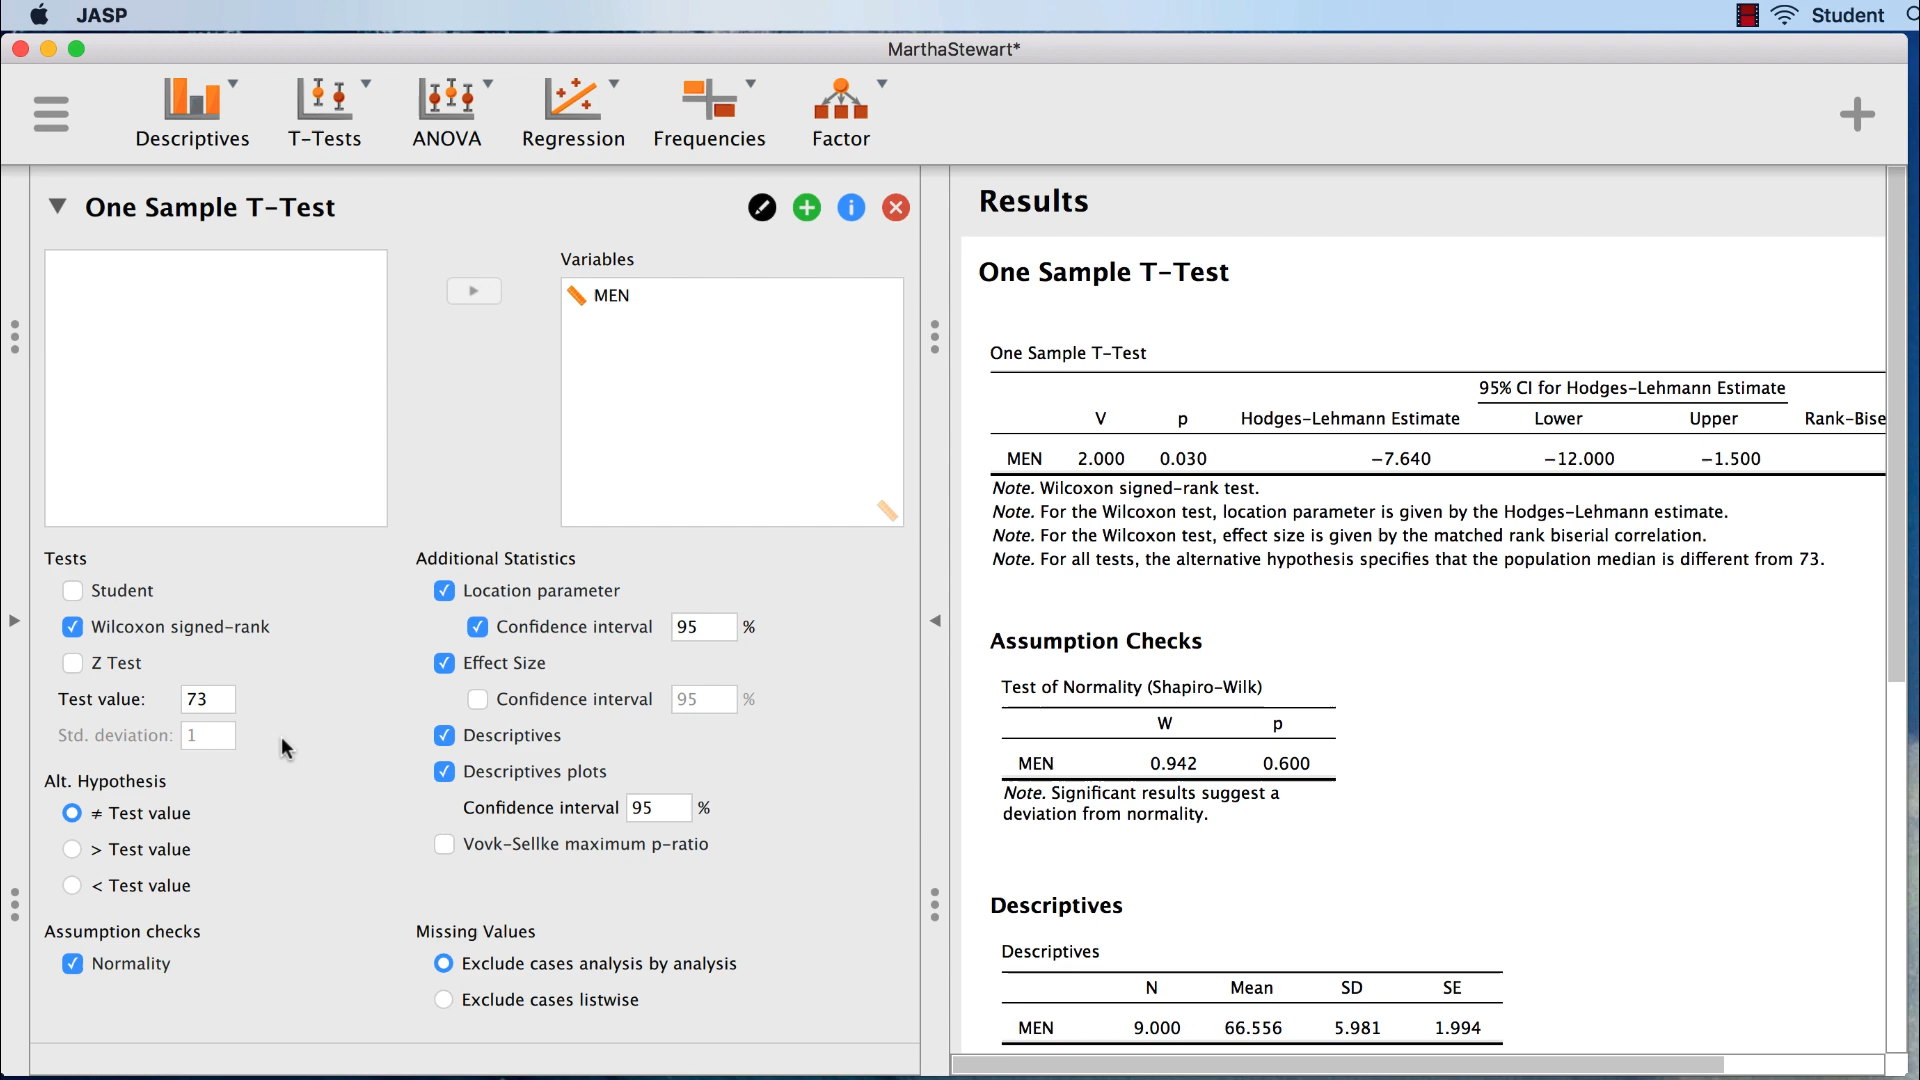 JASP Student
MarthaStewart*
Descriptives T-Tests ANOVA Regression Frequencies Factor
One Sample T-Test
Variables
MEN
Tests
Student
Wilcoxon signed-rank
Z Test
Test value: 73
Std. deviation: 1
Alt. Hypothesis
≠ Test value
> Test value
< Test value
Assumption checks
Normality
Additional Statistics
Location parameter
Confidence interval 95 %
Effect Size
Confidence interval 95 %
Descriptives
Descriptives plots
Confidence interval 95 %
Vovk-Sellke maximum p-ratio
Missing Values
Exclude cases analysis by analysis
Exclude cases listwise
Results
One Sample T-Test
One Sample T-Test
95% CI for Hodges-Lehmann Estimate
V p Hodges-Lehmann Estimate Lower Upper Rank-Bise
MEN 2.000 0.030 -7.640 -12.000 -1.500
Note. Wilcoxon signed-rank test.
Note. For the Wilcoxon test, location parameter is given by the Hodges-Lehmann estimate.
Note. For the Wilcoxon test, effect size is given by the matched rank biserial correlation.
Note. For all tests, the alternative hypothesis specifies that the population median is different from 73.
Assumption Checks
Test of Normality (Shapiro-Wilk)
W p
MEN 0.942 0.600
Note. Significant results suggest a
deviation from normality.
Descriptives
Descriptives
N Mean SD SE
MEN 9.000 66.556 5.981 1.994